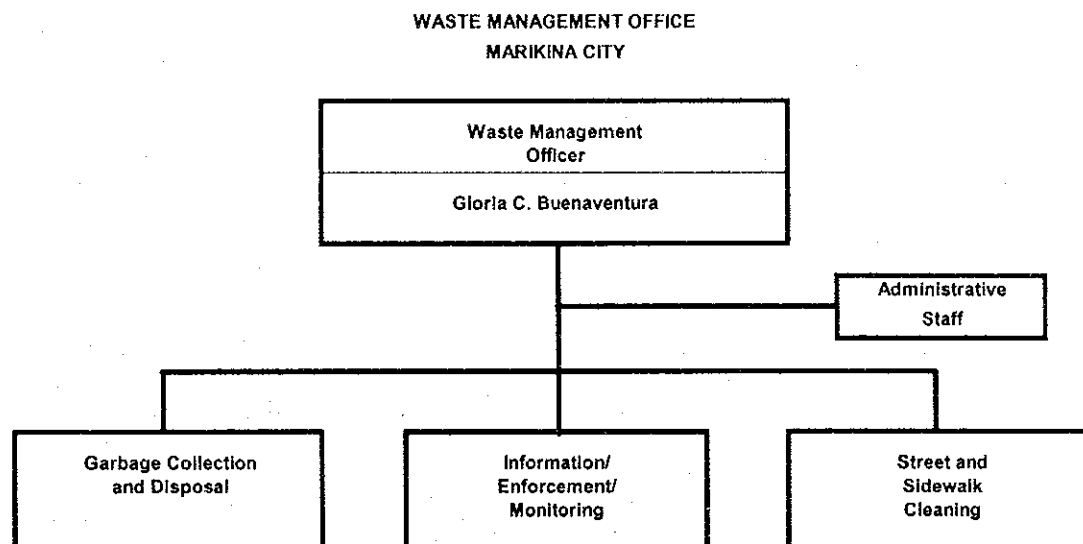 WASTE MANAGEMENT OFFICE
MARIKINA CITY
Waste Management
Officer
Gloria C. Buenaventura
Administrative
Staff
Garbage Collection
and Disposal
Information/
Enforcement/
Monitoring
Street and
Sidewalk
Cleaning